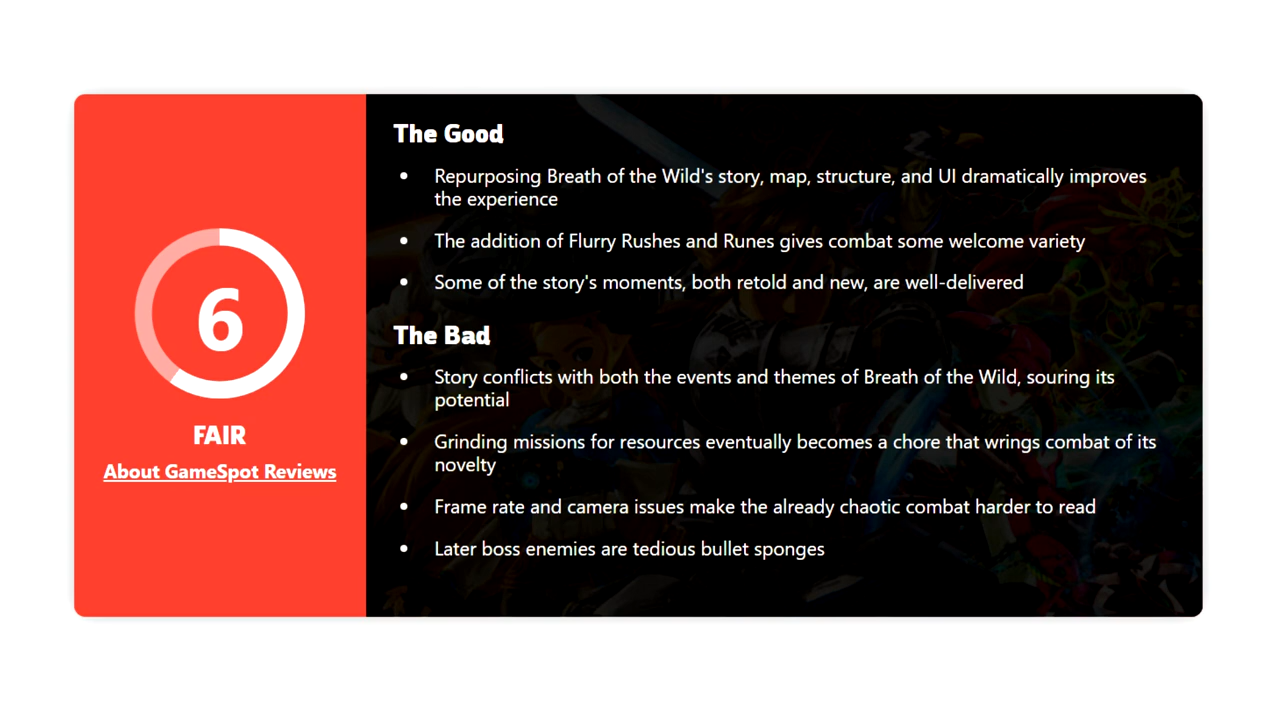 The Good
• Repurposing Breath of the Wild's story, map, structure, and UI dramatically improves
the experience
• The addition of Flurry Rushes and Runes gives combat some welcome variety
• Some of the story's moments, both retold and new, are well-delivered
The Bad
• Story conflicts with both the events and themes of Breath of the Wild, souring its
potential
• Grinding missions for resources eventually becomes a chore that wrings combat of its
novelty
• Frame rate and camera issues make the already chaotic combat harder to read
• Later boss enemies are tedious bullet sponges
6
FAIR
About GameSpot Reviews